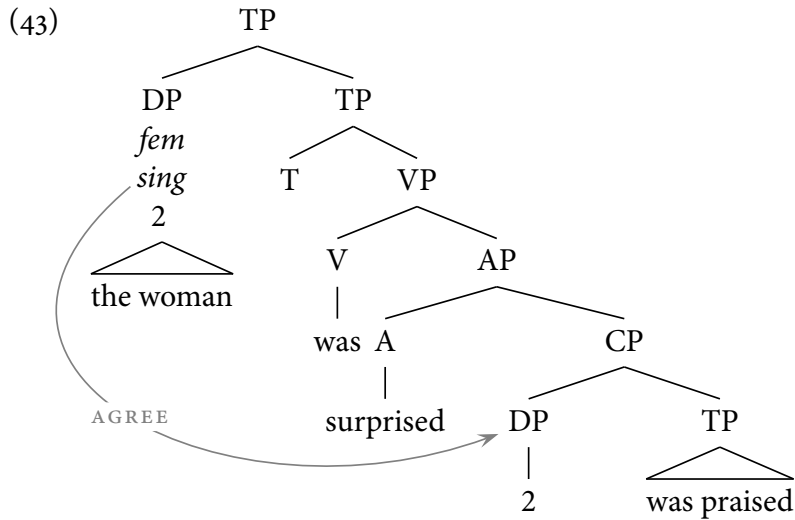 (43) TP
DP TP
fem
sing T VP
2
the woman V AP
was A CP
AGREE surprised DP TP
2 was praised